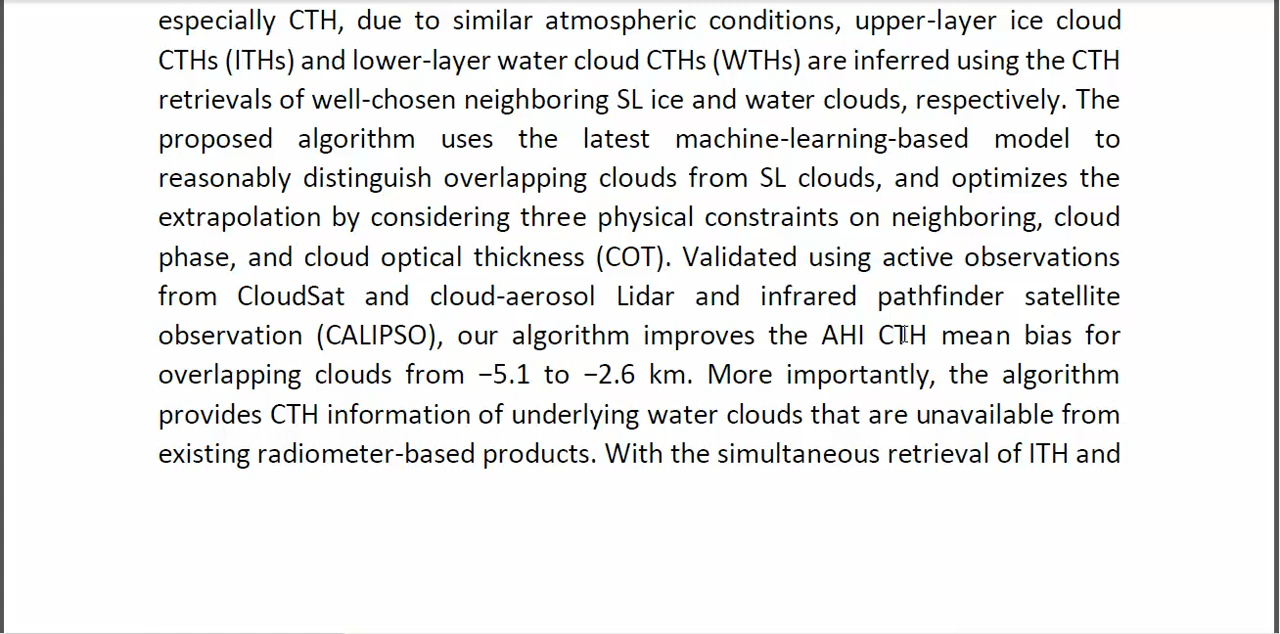 especially CTH, due to similar atmospheric conditions, upper-layer ice cloud
CTHs (ITHs) and lower-layer water cloud CTHs (WTHs) are inferred using the CTH
retrievals of well-chosen neighboring SL ice and water clouds, respectively. The
proposed algorithm uses the latest machine-learning-based model to
reasonably distinguish overlapping clouds from SL clouds, and optimizes the
extrapolation by considering three physical constraints on neighboring, cloud
phase, and cloud optical thickness (COT). Validated using active observations
from CloudSat and cloud-aerosol Lidar and infrared pathfinder satellite
observation (CALIPSO), our algorithm improves the AHI CTH mean bias for
overlapping clouds from −5.1 to −2.6 km. More importantly, the algorithm
provides CTH information of underlying water clouds that are unavailable from
existing radiometer-based products. With the simultaneous retrieval of ITH and